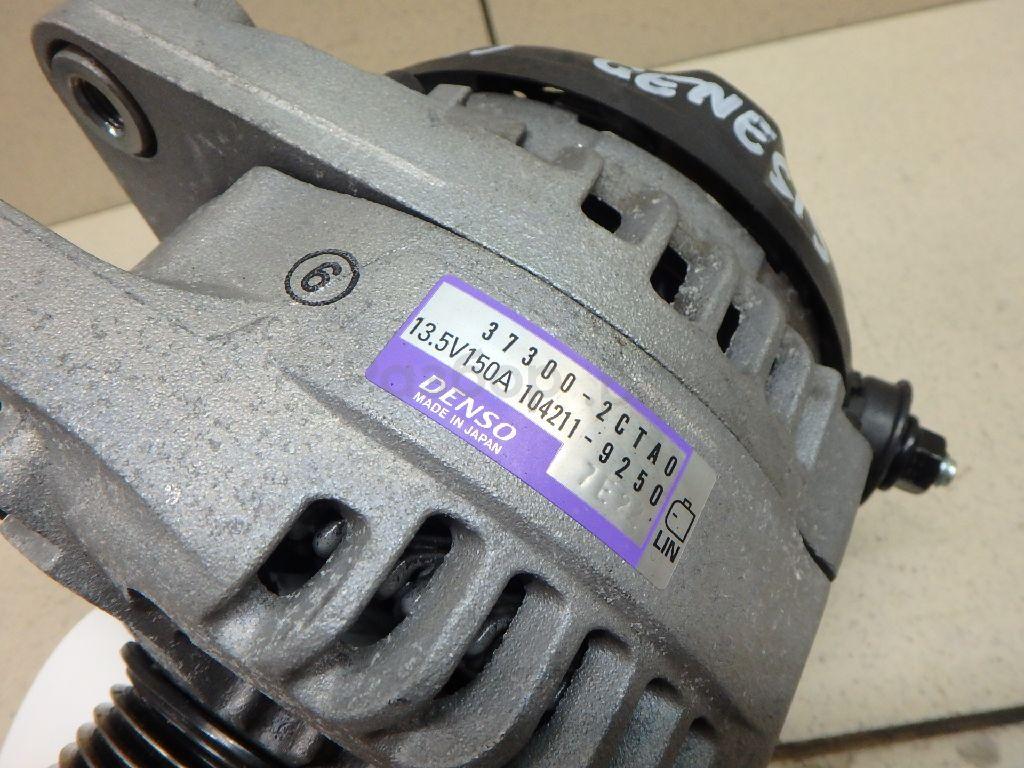 GENESIS
6
37300-2CTA0
13.5V150A 104211-9250
DENSO
MADE IN JAPAN
LIN